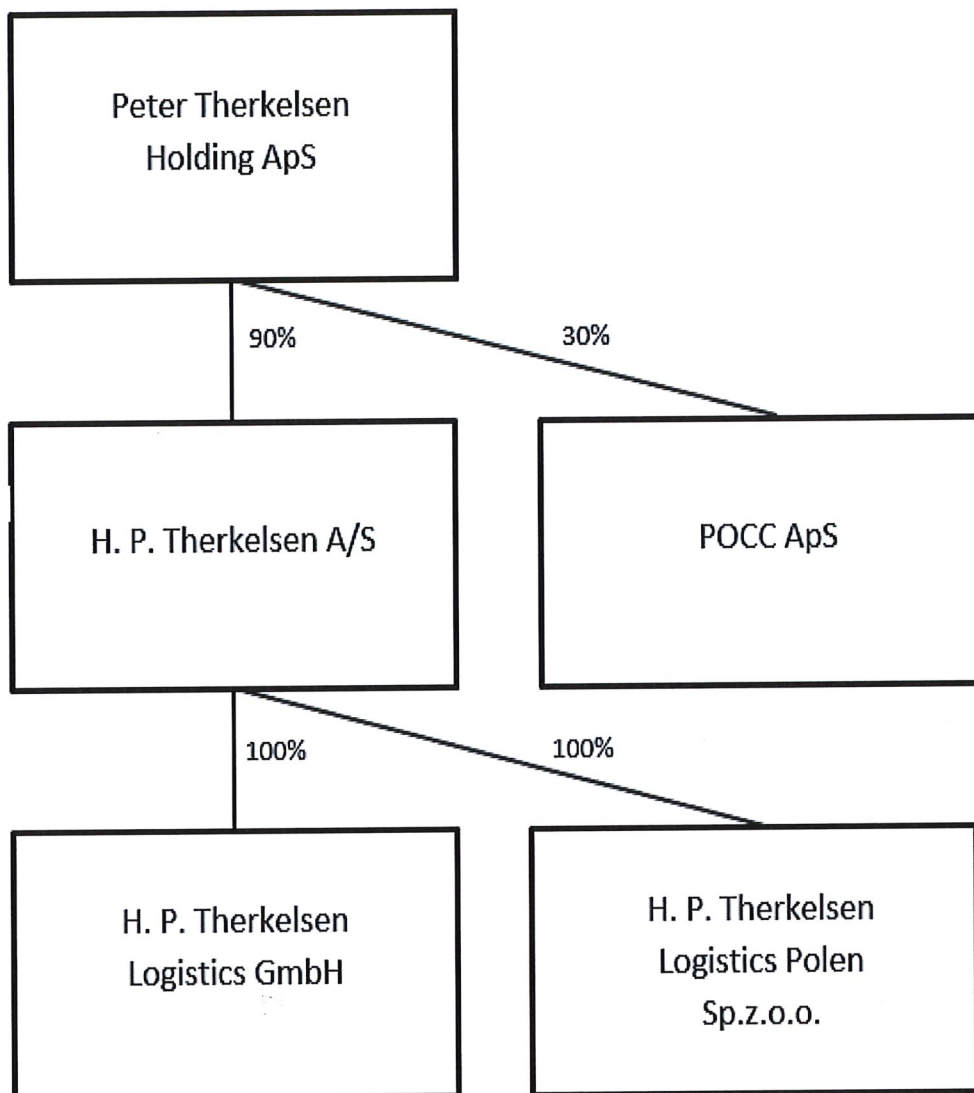 Peter Therkelsen
Holding ApS
90%
30%
H. P. Therkelsen A/S
POCC ApS
100%
100%
H. P. Therkelsen
Logistics GmbH
H. P. Therkelsen
Logistics Polen
Sp.z.o.o.